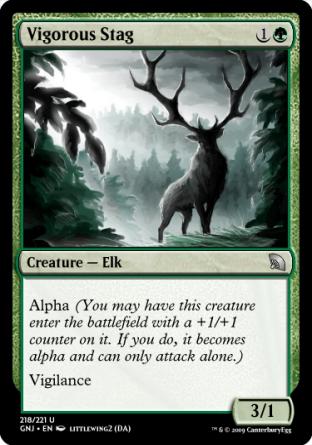 Vigorous Stag 1
Creature — Elk
Alpha (You may have this creature
enter the battlefield with a +1/+1
counter on it. If you do, it becomes
alpha and can only attack alone.)
Vigilance
3/1
218/221 U
GNJ • EN LITTLEWING2 (DA)
™ & © 2019 CanterburyEgg